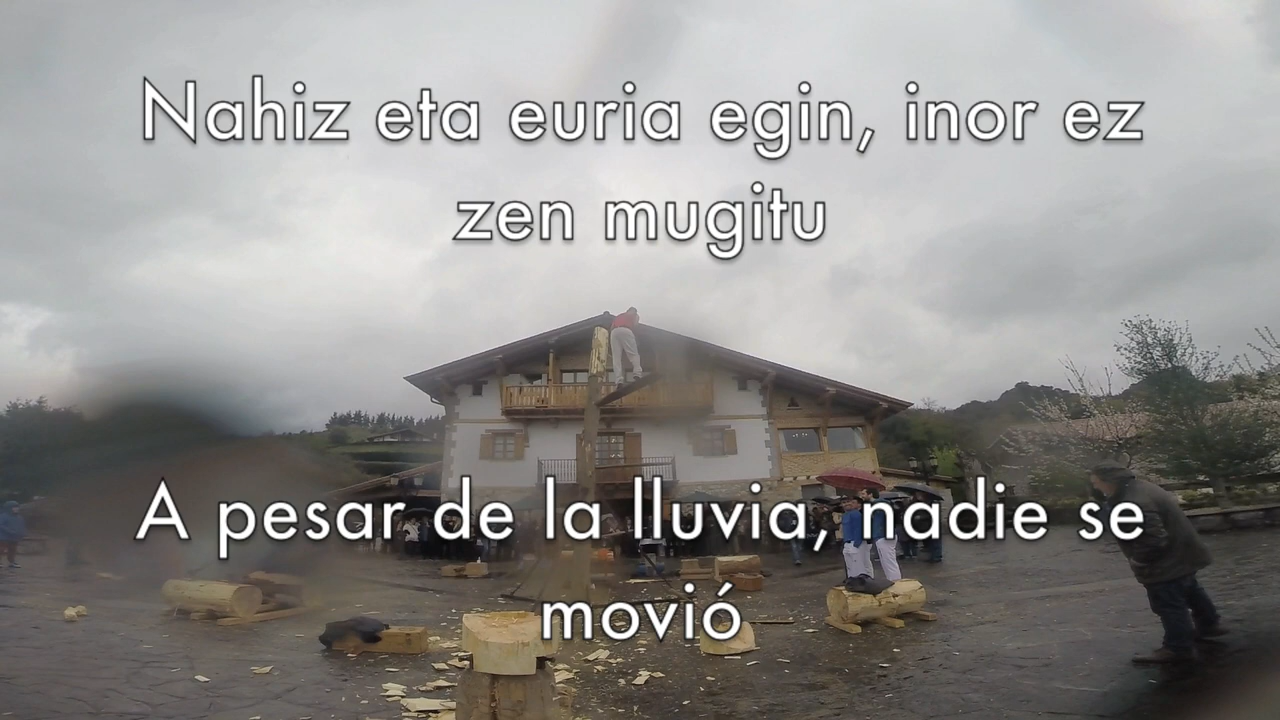 Nahiz eta euria egin, inor ez
zen mugitu
A pesar de la lluvia, nadie se
movió